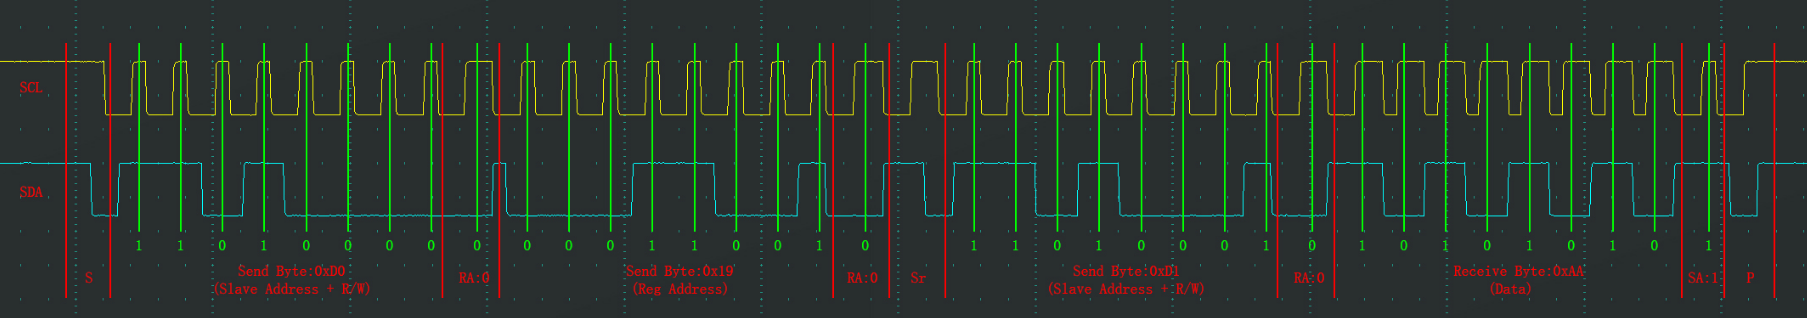 SCL
SDA
1 1 0 1 0 0 0 0 0 0 0 0 1 1 0 0 1 0 1 1 0 1 0 0 0 1 0 1 0 1 0 1 0 1 0 1
S Send Byte:0xD0 RA:0 Send Byte:0x19 RA:0 Sr Send Byte:0xD1 RA:0 Receive Byte:0xAA SA:1 P
(Slave Address + R/W) (Reg Address) (Slave Address + R/W) (Data)